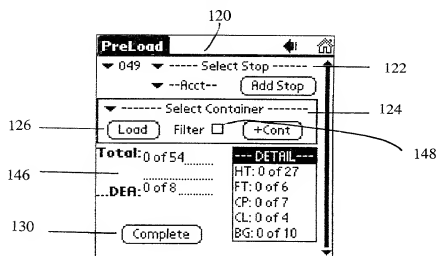 120
PreLoad
049 ------ Select Stop ------ 122
--Acct-- Add Stop
------- Select Container ------- 124
126 Load Filter +Cont
148
Total: 0 of 54 --- DETAIL---
146 HT: 0 of 27
...DEA: 0 of 8 FT: 0 of 6
CP: 0 of 7
CL: 0 of 4
130 Complete BG: 0 of 10